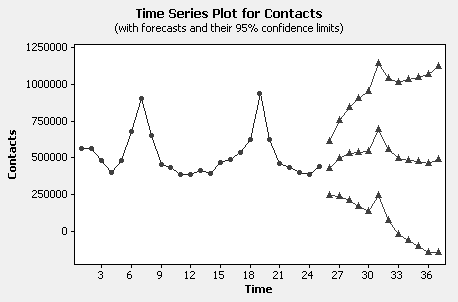 Time Series Plot for Contacts
(with forecasts and their 95% confidence limits)
1250000
1000000
750000
500000
250000
0
Contacts
3 6 9 12 15 18 21 24 27 30 33 36
Time